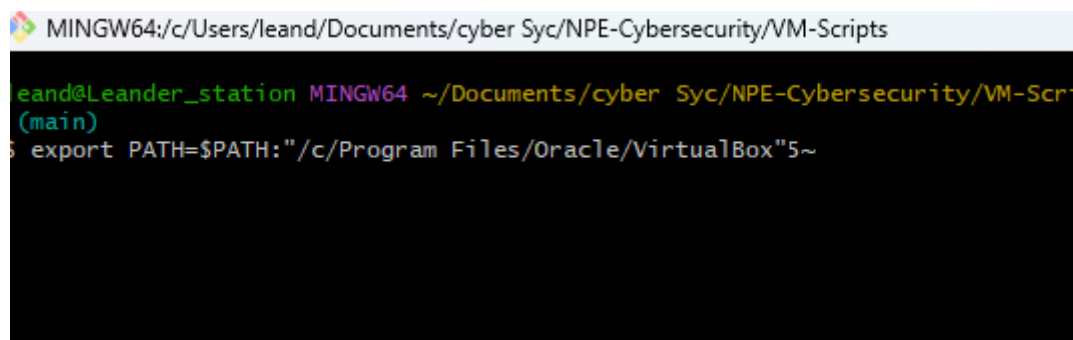 MINGW64:/c/Users/leand/Documents/cyber Syc/NPE-Cybersecurity/VM-Scripts
leand@Leander_station MINGW64 ~/Documents/cyber Syc/NPE-Cybersecurity/VM-Scr
(main)
$ export PATH=$PATH:"/c/Program Files/Oracle/VirtualBox"5~